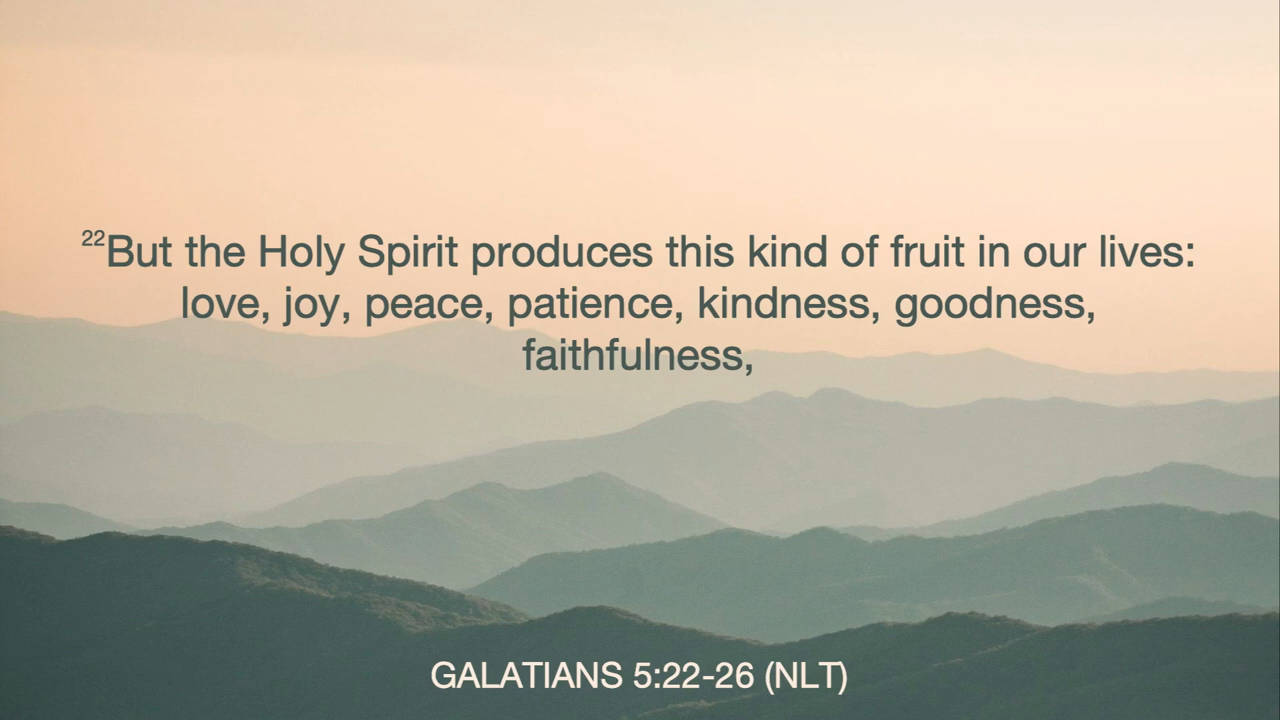 22But the Holy Spirit produces this kind of fruit in our lives:
love, joy, peace, patience, kindness, goodness,
faithfulness,
GALATIANS 5:22-26 (NLT)